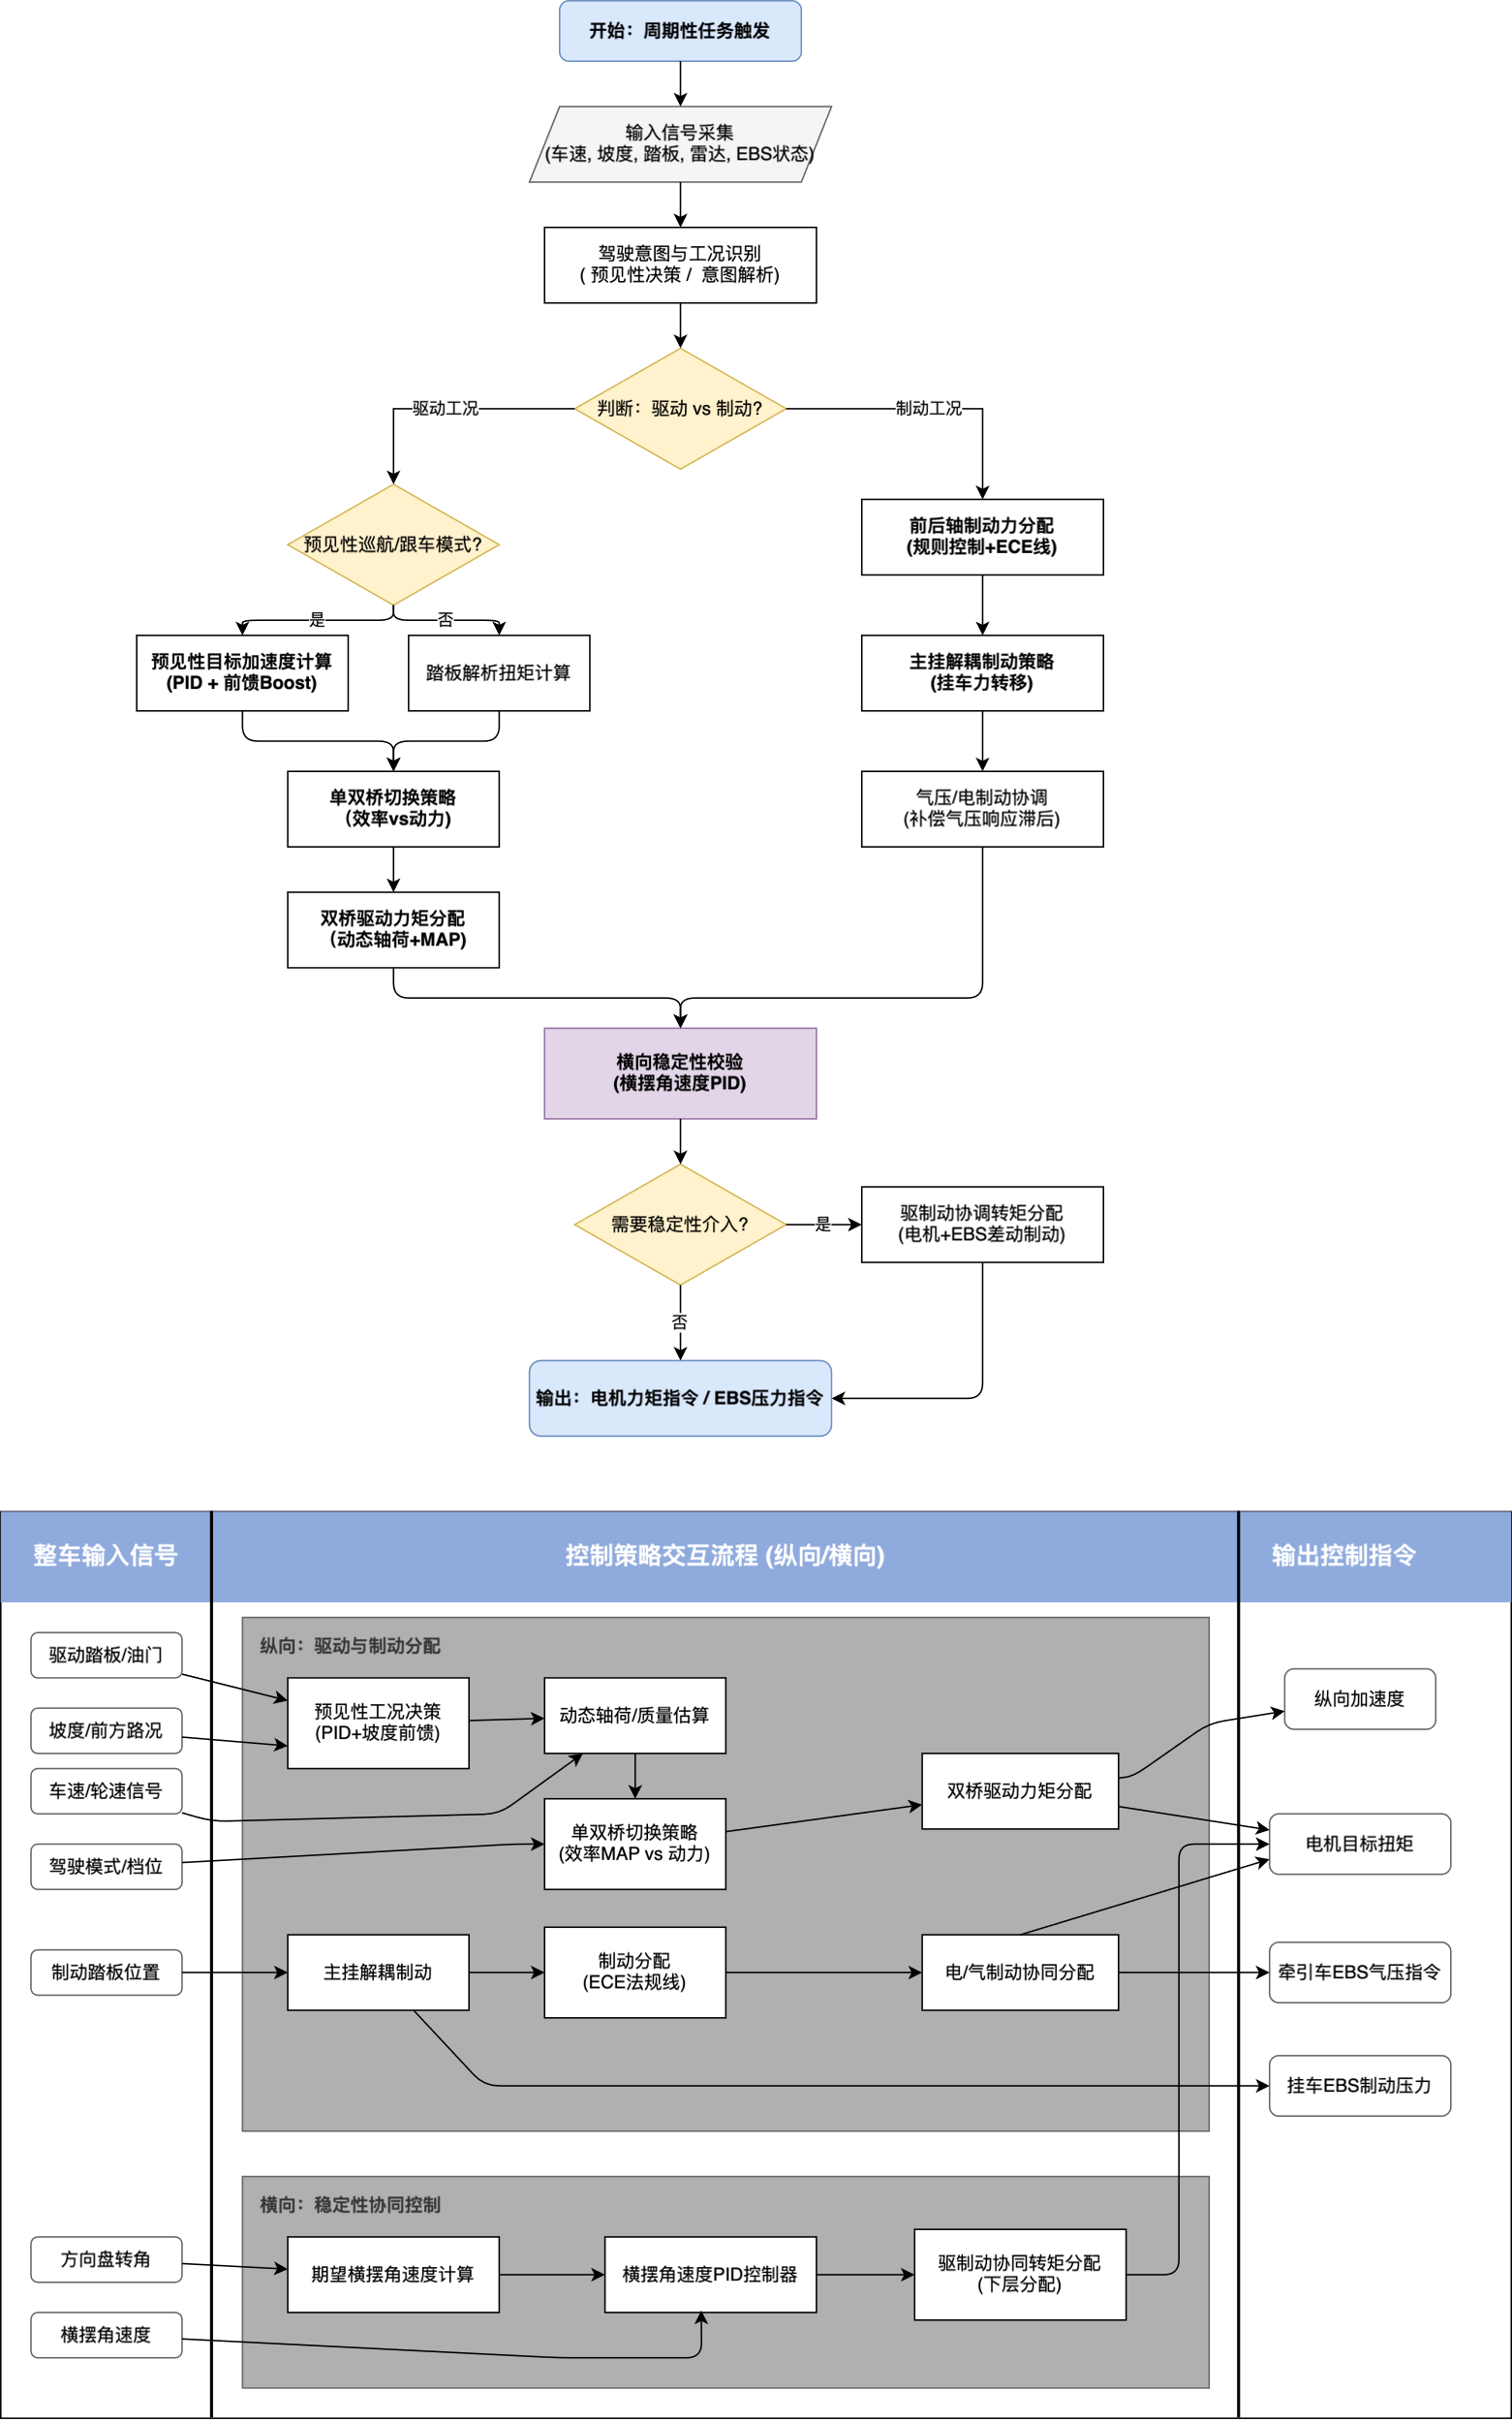 开始：周期性任务触发
输入信号采集
(车速, 坡度, 踏板, 雷达, EBS状态)
驾驶意图与工况识别
( 预见性决策 / 意图解析)
判断：驱动 vs 制动?
驱动工况
制动工况
预见性巡航/跟车模式?
是
否
预见性目标加速度计算
(PID + 前馈Boost)
踏板解析扭矩计算
单双桥切换策略
（效率vs动力)
双桥驱动力矩分配
（动态轴荷+MAP)
前后轴制动力分配
(规则控制+ECE线)
主挂解耦制动策略
(挂车力转移)
气压/电制动协调
(补偿气压响应滞后)
横向稳定性校验
(横摆角速度PID)
需要稳定性介入?
是
驱制动协调转矩分配
(电机+EBS差动制动)
否
输出：电机力矩指令 / EBS压力指令
整车输入信号
控制策略交互流程 (纵向/横向)
输出控制指令
驱动踏板/油门
坡度/前方路况
车速/轮速信号
驾驶模式/档位
制动踏板位置
方向盘转角
横摆角速度
纵向：驱动与制动分配
预见性工况决策
(PID+坡度前馈)
动态轴荷/质量估算
单双桥切换策略
(效率MAP vs 动力)
双桥驱动力矩分配
主挂解耦制动
制动分配
(ECE法规线)
电/气制动协同分配
横向：稳定性协同控制
期望横摆角速度计算
横摆角速度PID控制器
驱制动协同转矩分配
(下层分配)
纵向加速度
电机目标扭矩
牵引车EBS气压指令
挂车EBS制动压力